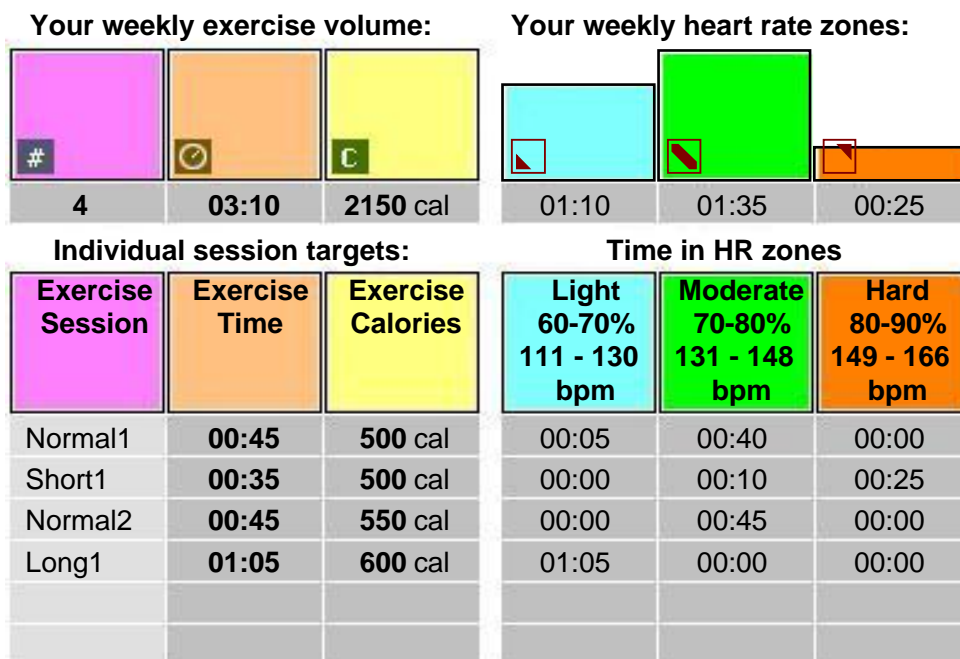 Your weekly exercise volume: Your weekly heart rate zones:
# C
4 03:10 2150 cal 01:10 01:35 00:25
Individual session targets: Time in HR zones
Exercise Exercise Exercise Light Moderate Hard
Session Time Calories 60-70% 70-80% 80-90%
111 - 130 131 - 148 149 - 166
bpm bpm bpm
Normal1 00:45 500 cal 00:05 00:40 00:00
Short1 00:35 500 cal 00:00 00:10 00:25
Normal2 00:45 550 cal 00:00 00:45 00:00
Long1 01:05 600 cal 01:05 00:00 00:00